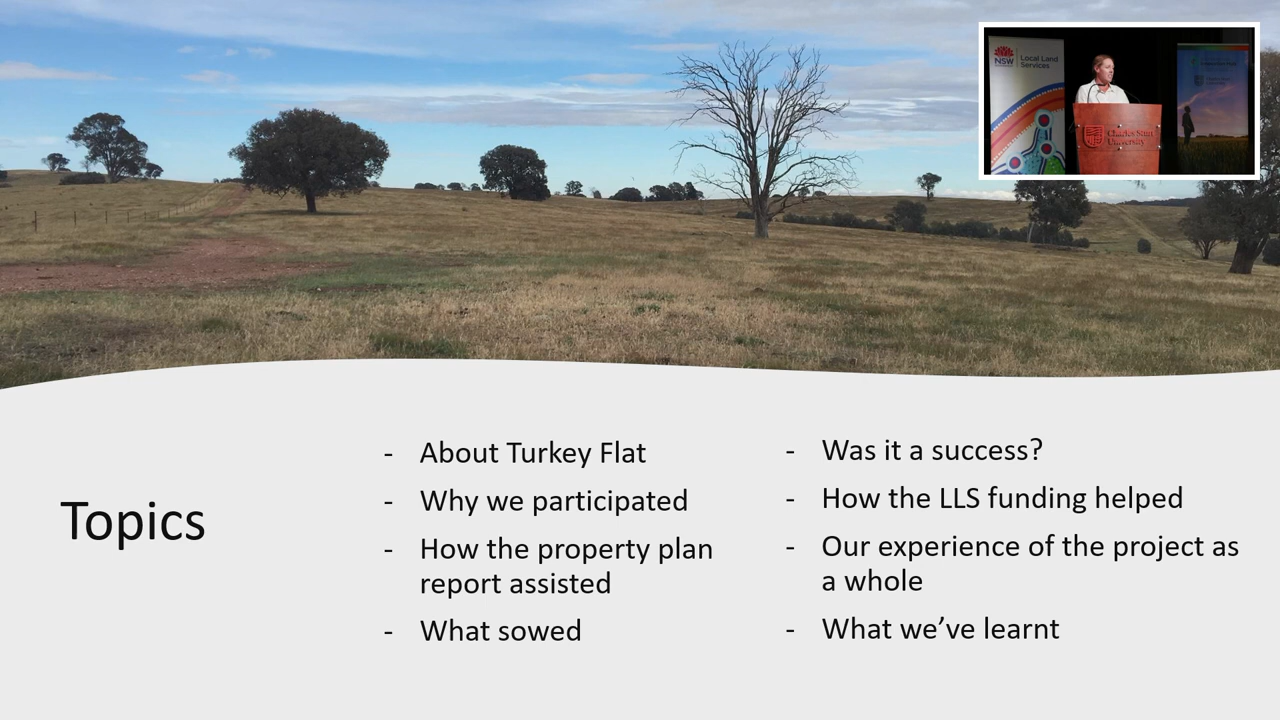 NSW
Local Land
Services
Charles Sturt
University
Topics
- About Turkey Flat
- Why we participated
- How the property plan
report assisted
- What sowed
- Was it a success?
- How the LLS funding helped
- Our experience of the project as
a whole
- What we’ve learnt